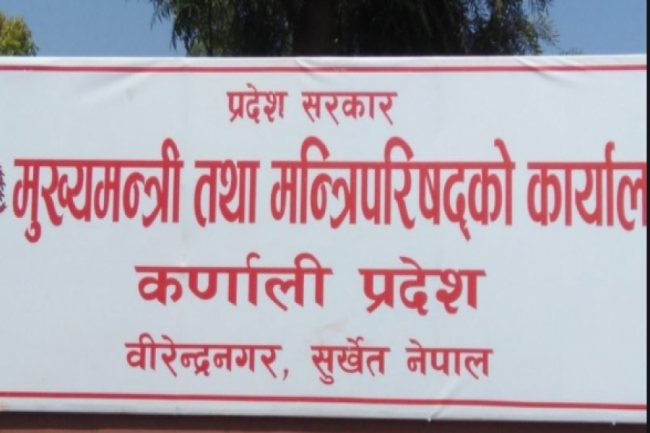 प्रदेश सरकार
मुख्यमन्त्री तथा मन्त्रिपरिषद्को कार्याल
कर्णाली प्रदेश
वीरेन्द्रनगर, सुर्खेत नेपाल